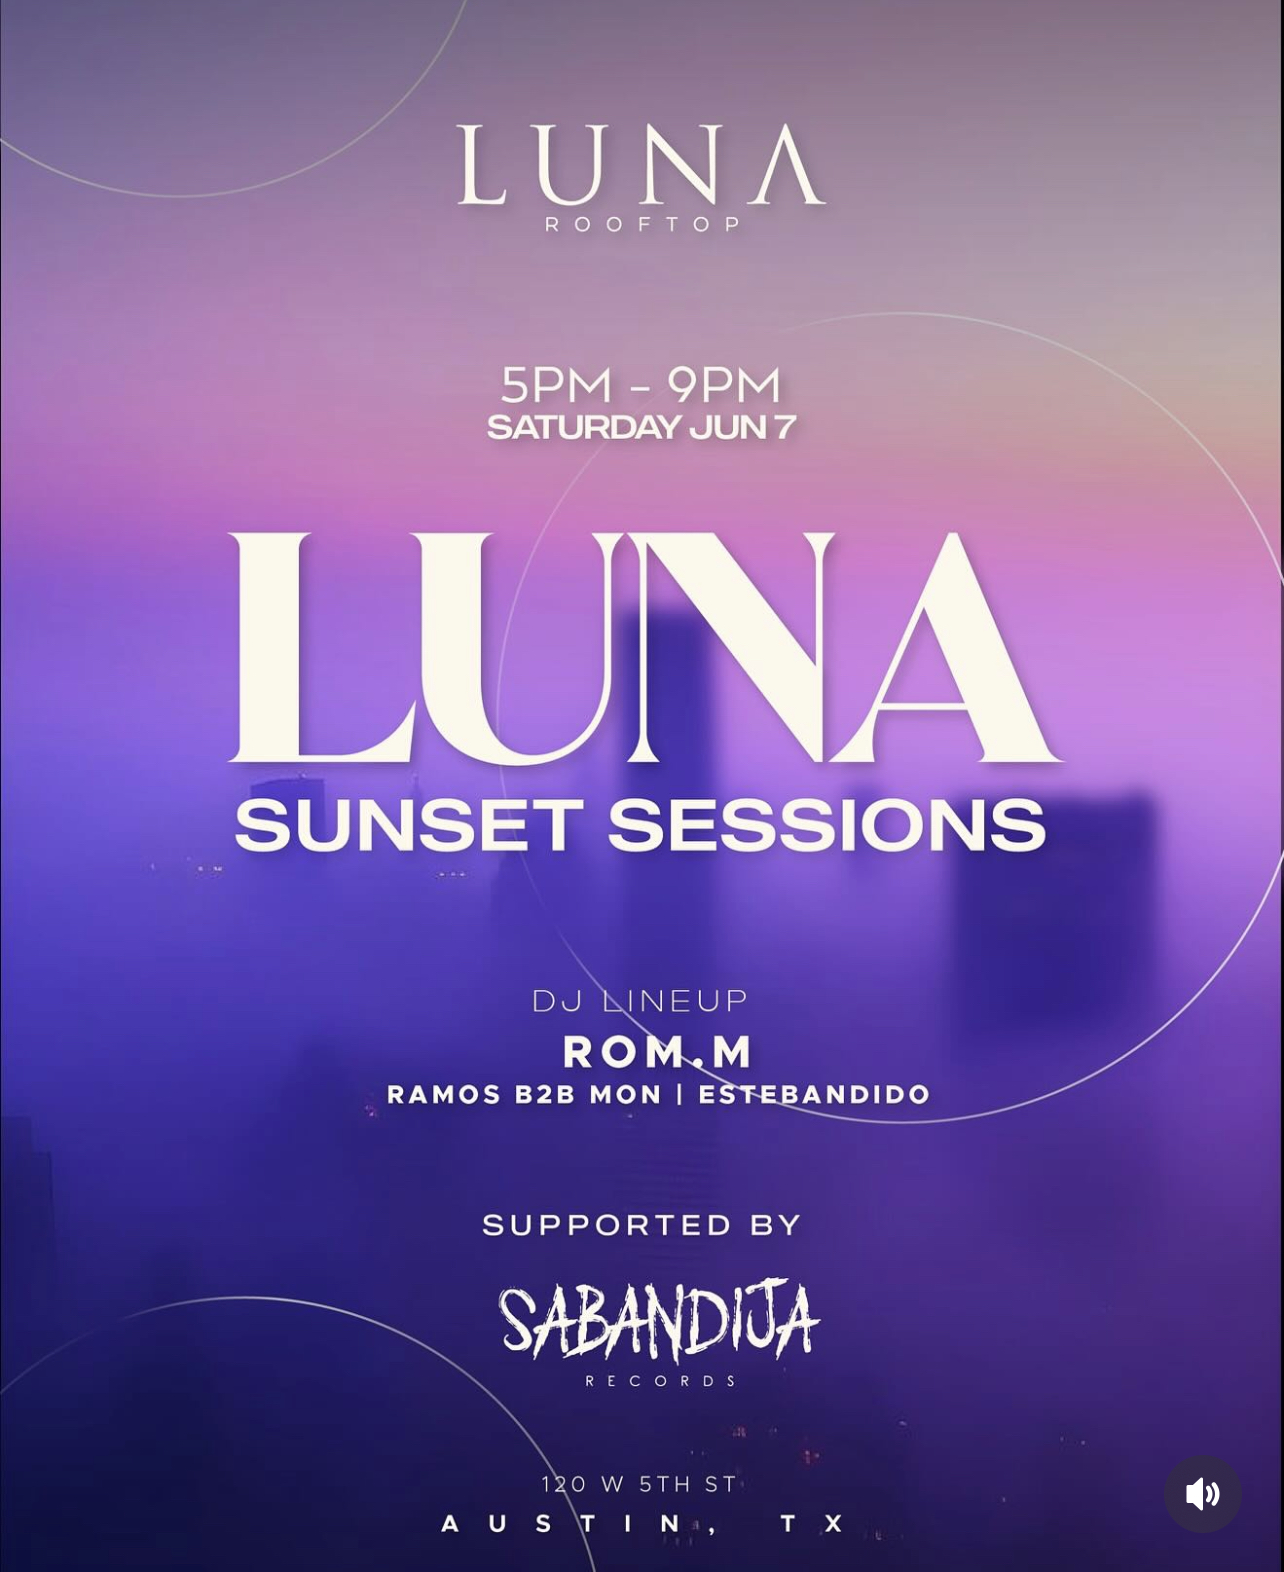 LUNA
ROOFTOP
5PM - 9PM
SATURDAY JUN 7
LUNA
SUNSET SESSIONS
DJ LINEUP
ROM.M
RAMOS B2B MON | ESTEBANDIDO
SUPPORTED BY
SABANDIJA
RECORDS
120 W 5TH ST
AUSTIN, TX